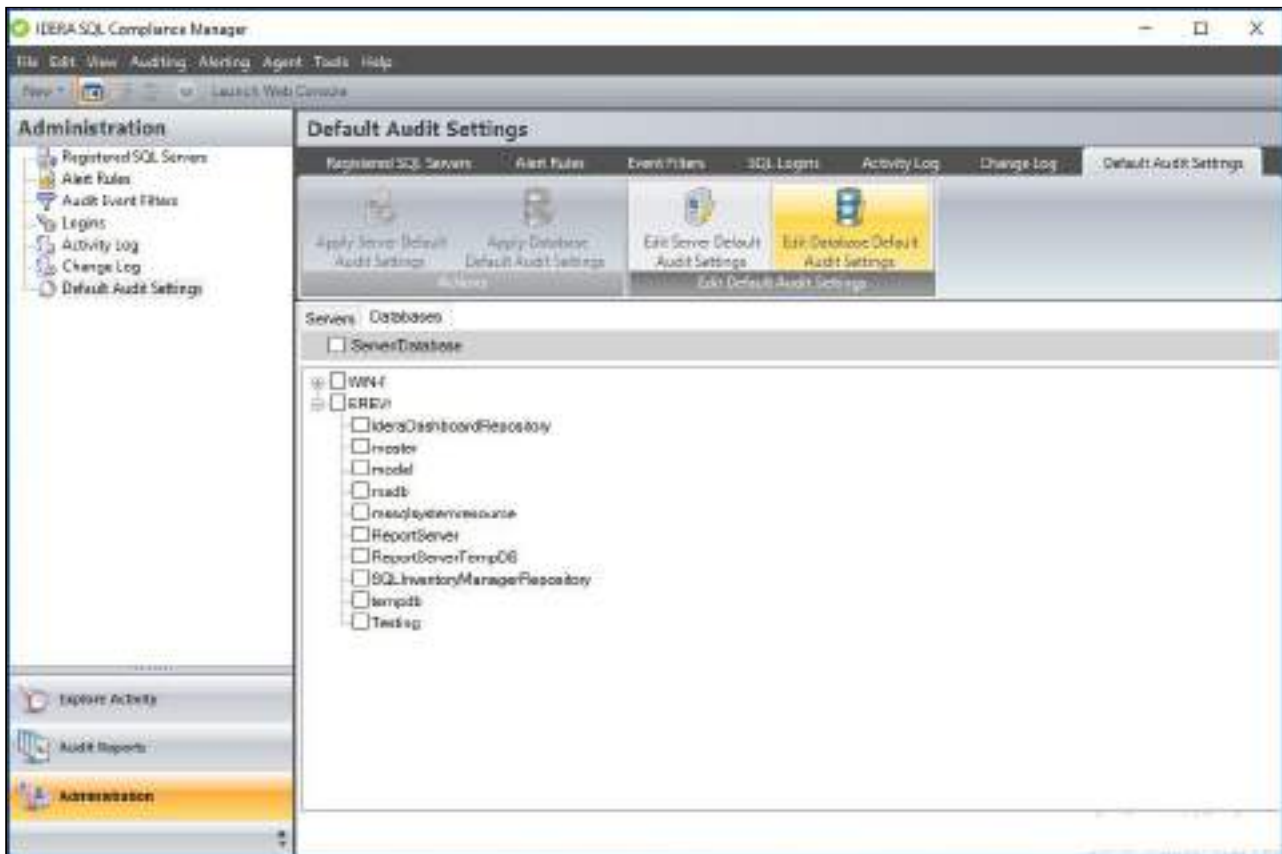 IDERA SQL Compliance Manager
File Edit View Auditing Alerting Agent Tools Help
New Launch Web Console
Administration
Registered SQL Servers
Alert Rules
Audit Event Filters
Logins
Activity Log
Change Log
Default Audit Settings
Explore Activity
Audit Reports
Administration
Default Audit Settings
Registered SQL Servers Alert Rules Event Filters SQL Logins Activity Log Change Log Default Audit Settings
Apply Server Default Audit Settings
Apply Database Default Audit Settings
Actions
Edit Server Default Audit Settings
Edit Database Default Audit Settings
Edit Default Audit Settings
Servers Databases
Server/Database
IderaDashboardRepository
master
model
msdb
mssqlsystemresource
ReportServer
ReportServerTempDB
SQLInventoryManagerRepository
tempdb
Testing